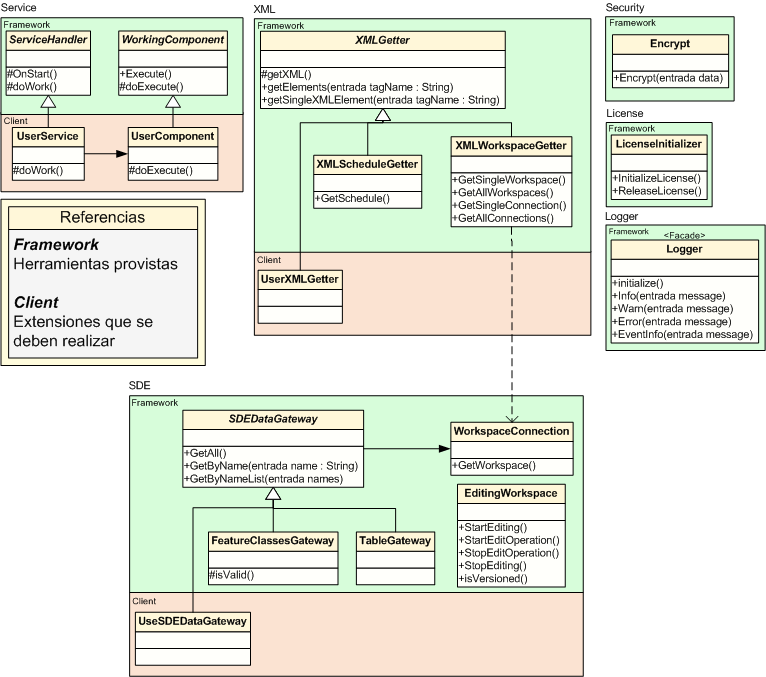 Service
Framework
ServiceHandler
#OnStart()
#doWork()
WorkingComponent
+Execute()
#doExecute()
Client
UserService
#doWork()
UserComponent
#doExecute()
Referencias
Framework
Herramientas provistas
Client
Extensiones que se
deben realizar
XML
Framework
XMLGetter
#getXML()
+getElements(entrada tagName : String)
+getSingleXMLElement(entrada tagName : String)
XMLScheduleGetter
+GetSchedule()
XMLWorkspaceGetter
+GetSingleWorkspace()
+GetAllWorkspaces()
+GetSingleConnection()
+GetAllConnections()
Client
UserXMLGetter
Security
Framework
Encrypt
+Encrypt(entrada data)
License
Framework
LicenseInitializer
+InitializeLicense()
+ReleaseLicense()
Logger
Framework
<Facade>
Logger
+initialize()
+Info(entrada message)
+Warn(entrada message)
+Error(entrada message)
+EventInfo(entrada message)
SDE
Framework
SDEDataGateway
+GetAll()
+GetByName(entrada name : String)
+GetByNameList(entrada names)
WorkspaceConnection
+GetWorkspace()
EditingWorkspace
+StartEditing()
+StartEditOperation()
+StopEditOperation()
+StopEditing()
+isVersioned()
FeatureClassesGateway
#isValid()
TableGateway
Client
UseSDEDataGateway